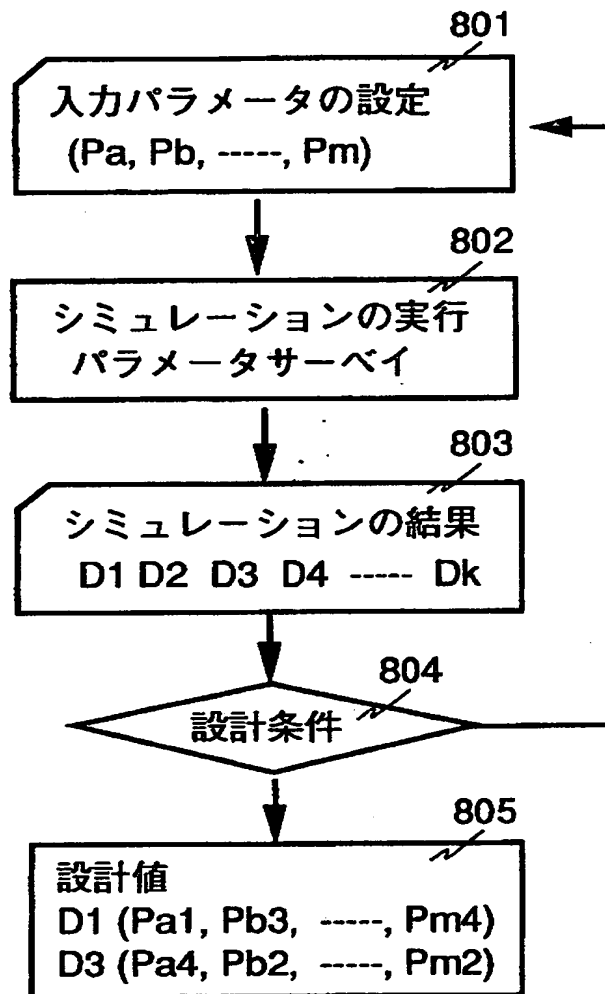 801
入力パラメータの設定
(Pa, Pb, -----, Pm)
802
シミュレーションの実行
パラメータサーベイ
803
シミュレーションの結果
D1 D2 D3 D4 ----- Dk
804
設計条件
805
設計値
D1 (Pa1, Pb3, -----, Pm4)
D3 (Pa4, Pb2, -----, Pm2)